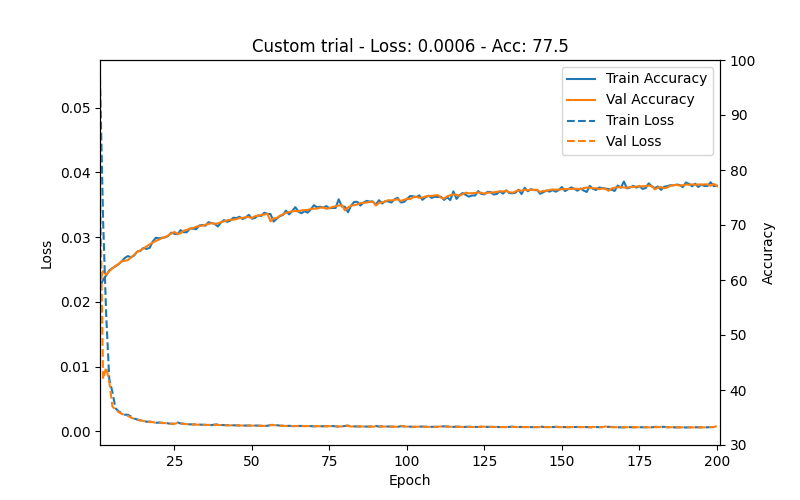 Custom trial - Loss: 0.0006 - Acc: 77.5
Train Accuracy
Val Accuracy
Train Loss
Val Loss
Loss
0.05
0.04
0.03
0.02
0.01
0.00
100
90
80
70
60
50
40
30
Accuracy
25
50
75
100
125
150
175
200
Epoch